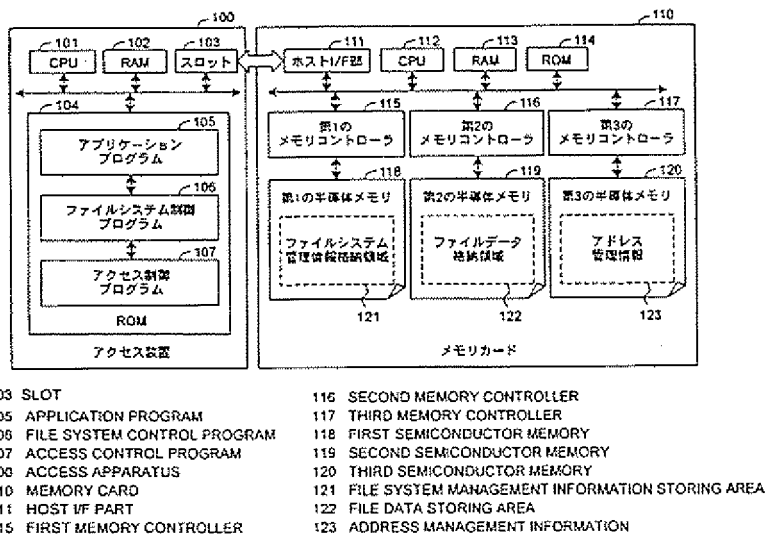 100
110
101
102
103
111
112
113
114
CPU
RAM
スロット
ホストI/F部
CPU
RAM
ROM
104
115
116
117
105
第1の
メモリコントローラ
第2の
メモリコントローラ
第3の
メモリコントローラ
アプリケーション
プログラム
106
118
119
120
ファイルシステム制御
プログラム
第1の半導体メモリ
第2の半導体メモリ
第3の半導体メモリ
107
ファイルシステム
管理情報格納領域
ファイルデータ
格納領域
アドレス
管理情報
アクセス制御
プログラム
ROM
121
122
123
アクセス装置
メモリカード
03 SLOT
05 APPLICATION PROGRAM
06 FILE SYSTEM CONTROL PROGRAM
07 ACCESS CONTROL PROGRAM
00 ACCESS APPARATUS
10 MEMORY CARD
11 HOST I/F PART
15 FIRST MEMORY CONTROLLER
116 SECOND MEMORY CONTROLLER
117 THIRD MEMORY CONTROLLER
118 FIRST SEMICONDUCTOR MEMORY
119 SECOND SEMICONDUCTOR MEMORY
120 THIRD SEMICONDUCTOR MEMORY
121 FILE SYSTEM MANAGEMENT INFORMATION STORING AREA
122 FILE DATA STORING AREA
123 ADDRESS MANAGEMENT INFORMATION